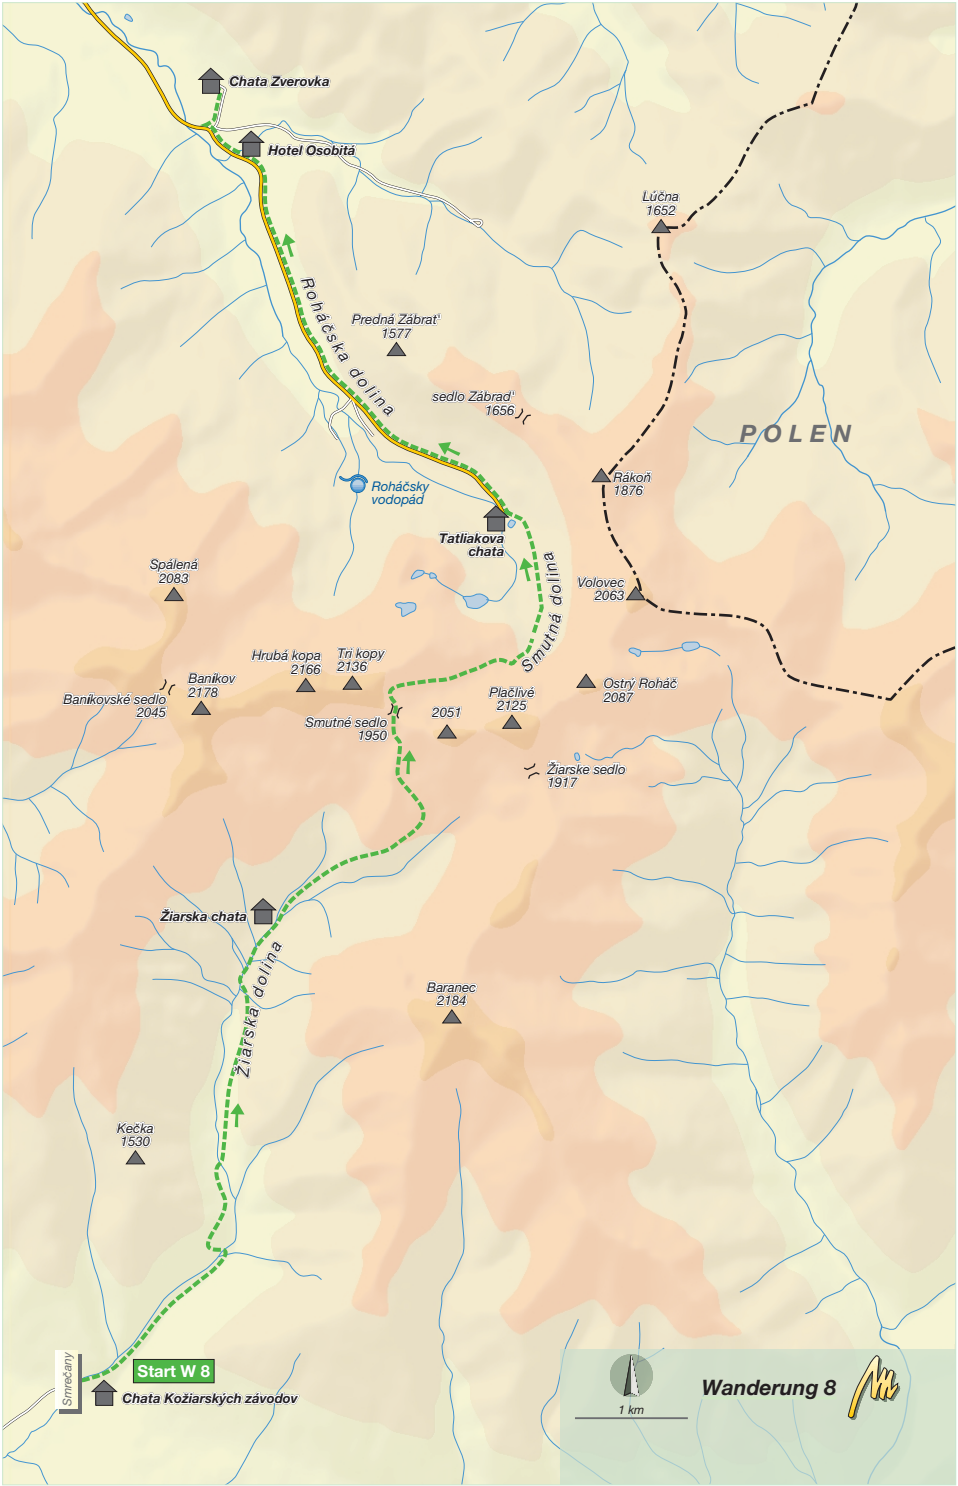 Chata Zverovka
Hotel Osobitá
Lúčna
1652
Roháčska dolina
Predná Zábrať
1577
sedlo Zábrad'
1656
POLEN
Roháčsky
vodopád
Rákoň
1876
Tatliakova
chata
Smutná dolina
Spálená
2083
Volovec
2063
Hrubá kopa
2166
Tri kopy
2136
Baníkov
2178
Baníkovské sedlo
2045
Smutné sedlo
1950
2051
Plačlivé
2125
Ostrý Roháč
2087
Žiarske sedlo
1917
Žiarska chata
Žiarska dolina
Baranec
2184
Kečka
1530
Smrečany
Start W 8
Chata Kožiarských závodov
1 km
Wanderung 8